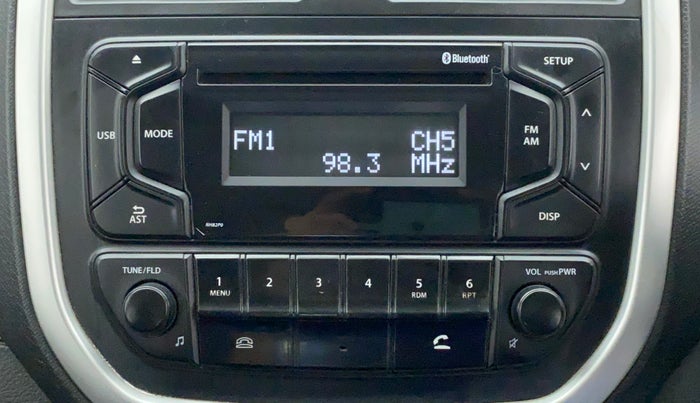 Bluetooth
SETUP
USB
MODE
FM1 CH5
98.3 MHz
FM
AM
AST
DISP
TUNE/FLD
VOL PUSH PWR
1
MENU
2
3
4
5
RDM
6
RPT